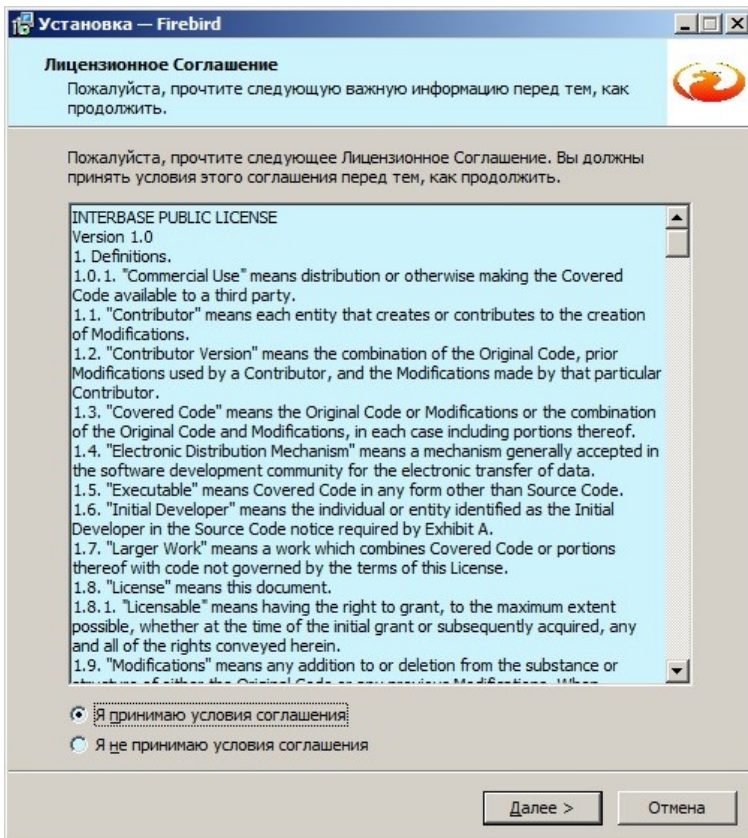 Установка — Firebird
Лицензионное Соглашение
Пожалуйста, прочтите следующую важную информацию перед тем, как
продолжить.
Пожалуйста, прочтите следующее Лицензионное Соглашение. Вы должны
принять условия этого соглашения перед тем, как продолжить.
INTERBASE PUBLIC LICENSE
Version 1.0
1. Definitions.
1.0.1. "Commercial Use" means distribution or otherwise making the Covered
Code available to a third party.
1.1. "Contributor" means each entity that creates or contributes to the creation
of Modifications.
1.2. "Contributor Version" means the combination of the Original Code, prior
Modifications used by a Contributor, and the Modifications made by that particular
Contributor.
1.3. "Covered Code" means the Original Code or Modifications or the combination
of the Original Code and Modifications, in each case including portions thereof.
1.4. "Electronic Distribution Mechanism" means a mechanism generally accepted in
the software development community for the electronic transfer of data.
1.5. "Executable" means Covered Code in any form other than Source Code.
1.6. "Initial Developer" means the individual or entity identified as the Initial
Developer in the Source Code notice required by Exhibit A.
1.7. "Larger Work" means a work which combines Covered Code or portions
thereof with code not governed by the terms of this License.
1.8. "License" means this document.
1.8.1. "Licensable" means having the right to grant, to the maximum extent
possible, whether at the time of the initial grant or subsequently acquired, any
and all of the rights conveyed herein.
1.9. "Modifications" means any addition to or deletion from the substance or
structure of either the Original Code or any previous Modifications. When
Я принимаю условия соглашения
Я не принимаю условия соглашения
Далее >
Отмена